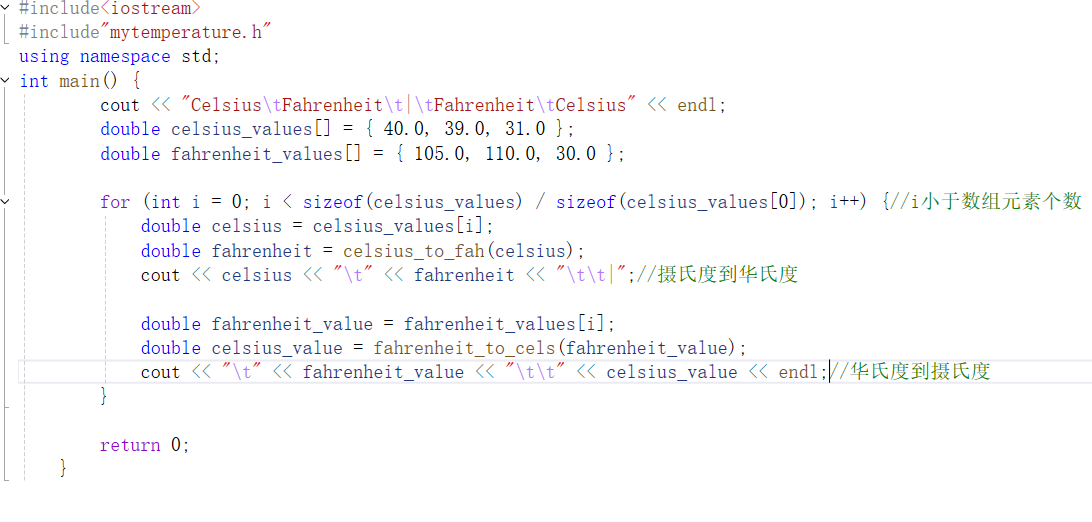 #include<iostream>
#include"mytemperature.h"
using namespace std;
int main() {
cout << "Celsius\tFahrenheit\t|\tFahrenheit\tCelsius" << endl;
double celsius_values[] = { 40.0, 39.0, 31.0 };
double fahrenheit_values[] = { 105.0, 110.0, 30.0 };
for (int i = 0; i < sizeof(celsius_values) / sizeof(celsius_values[0]); i++) {//i小于数组元素个数
double celsius = celsius_values[i];
double fahrenheit = celsius_to_fah(celsius);
cout << celsius << "\t" << fahrenheit << "\t\t|";//摄氏度到华氏度
double fahrenheit_value = fahrenheit_values[i];
double celsius_value = fahrenheit_to_cels(fahrenheit_value);
cout << "\t" << fahrenheit_value << "\t\t" << celsius_value << endl;//华氏度到摄氏度
}
return 0;
}